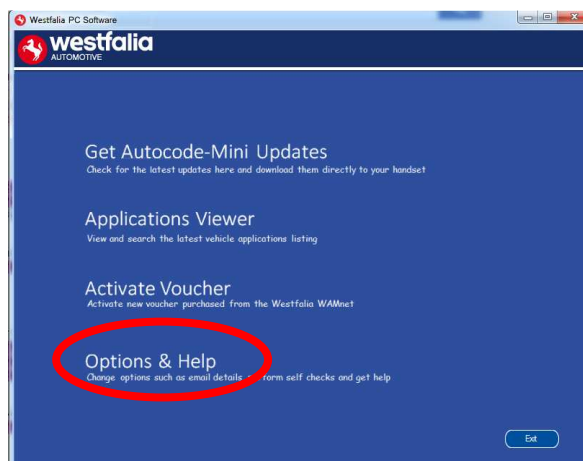 Westfalia PC Software
westfalia
AUTOMOTIVE
Get Autocode-Mini Updates
Check for the latest updates here and download them directly to your handset
Applications Viewer
View and search the latest vehicle applications listing
Activate Voucher
Activate new voucher purchased from the Westfalia WAMnet
Options & Help
Change options such as email details form self checks and get help
Exit